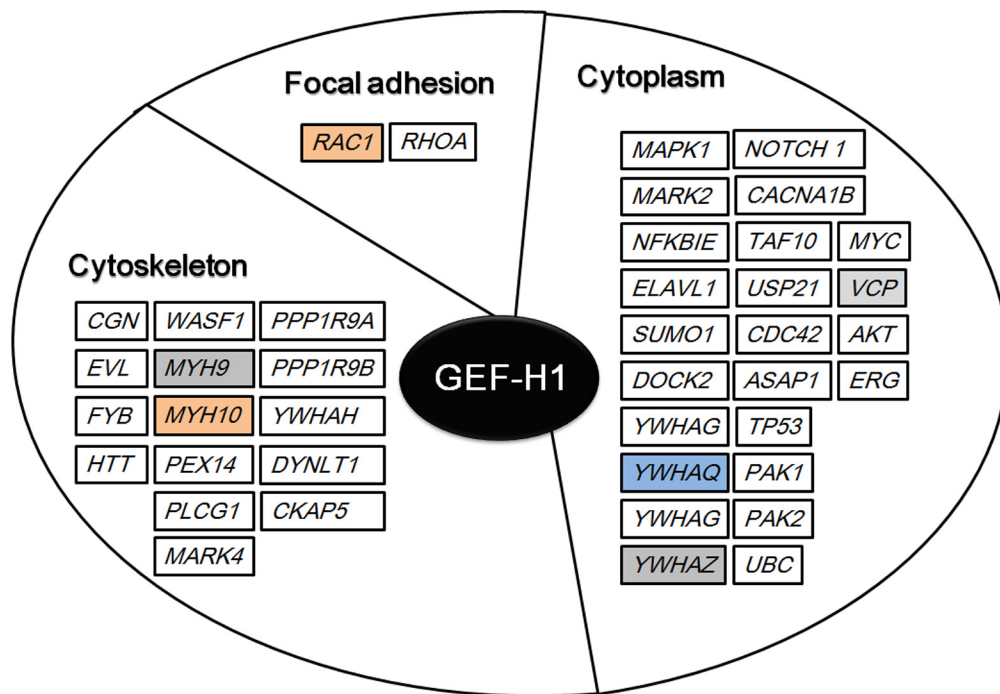 Focal adhesion
RAC1 RHOA
Cytoplasm
MAPK1 NOTCH 1
MARK2 CACNA1B
NFKBIE TAF10 MYC
ELAVL1 USP21 VCP
SUMO1 CDC42 AKT
DOCK2 ASAP1 ERG
YWHAG TP53
YWHAQ PAK1
YWHAG PAK2
YWHAZ UBC
Cytoskeleton
CGN WASF1 PPP1R9A
EVL MYH9 PPP1R9B
FYB MYH10 YWHAH
HTT PEX14 DYNLT1
PLCG1 CKAP5
MARK4
GEF-H1